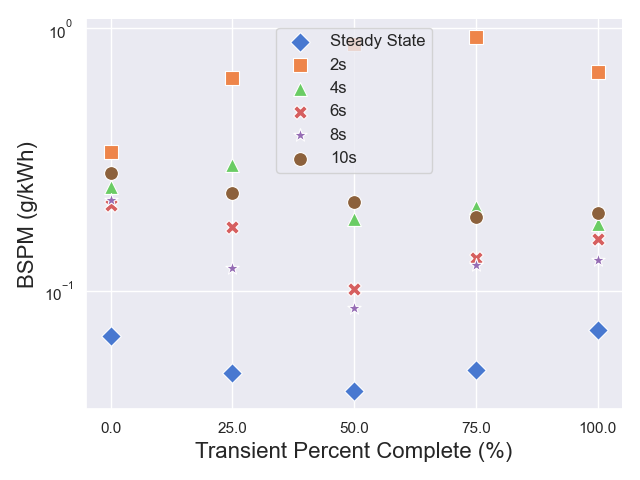 10⁰
Steady State
2s
4s
6s
8s
10s
BSPM (g/kWh)
10⁻¹
0.0 25.0 50.0 75.0 100.0
Transient Percent Complete (%)